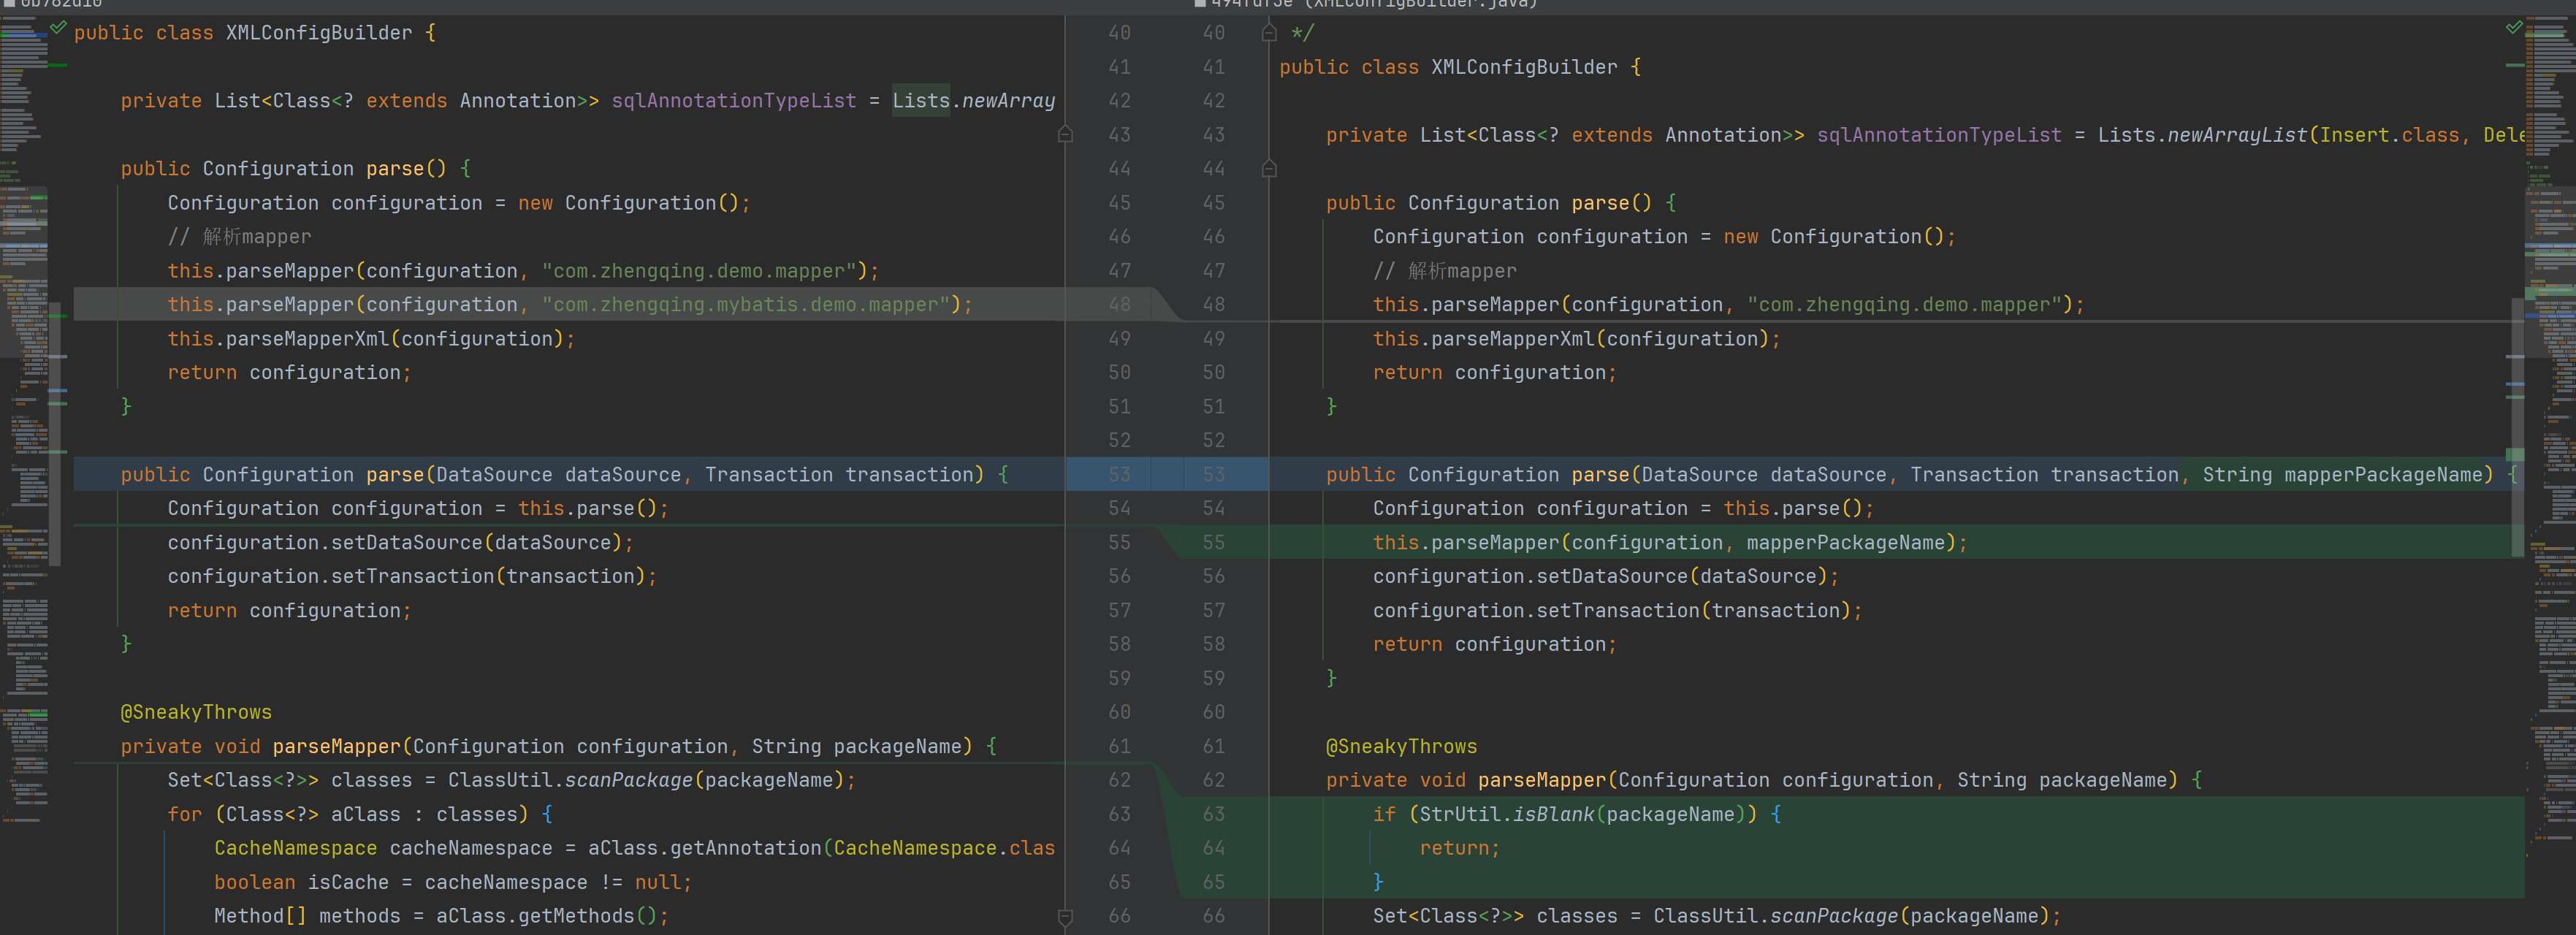 public class XMLConfigBuilder {
private List<Class<? extends Annotation>> sqlAnnotationTypeList = Lists.newArray
public Configuration parse() {
Configuration configuration = new Configuration();
// 解析mapper
this.parseMapper(configuration, "com.zhengqing.demo.mapper");
this.parseMapper(configuration, "com.zhengqing.mybatis.demo.mapper");
this.parseMapperXml(configuration);
return configuration;
}
public Configuration parse(DataSource dataSource, Transaction transaction) {
Configuration configuration = this.parse();
configuration.setDataSource(dataSource);
configuration.setTransaction(transaction);
return configuration;
}
@SneakyThrows
private void parseMapper(Configuration configuration, String packageName) {
Set<Class<?>> classes = ClassUtil.scanPackage(packageName);
for (Class<?> aClass : classes) {
CacheNamespace cacheNamespace = aClass.getAnnotation(CacheNamespace.clas
boolean isCache = cacheNamespace != null;
Method[] methods = aClass.getMethods();
40 40
41 41
42 42
43 43
44 44
45 45
46 46
47 47
48 48
49 49
50 50
51 51
52 52
53 53
54 54
55 55
56 56
57 57
58 58
59 59
60 60
61 61
62 62
63 63
64 64
65 65
66 66
*/
public class XMLConfigBuilder {
private List<Class<? extends Annotation>> sqlAnnotationTypeList = Lists.newArrayList(Insert.class, Dele
public Configuration parse() {
Configuration configuration = new Configuration();
// 解析mapper
this.parseMapper(configuration, "com.zhengqing.demo.mapper");
this.parseMapperXml(configuration);
return configuration;
}
public Configuration parse(DataSource dataSource, Transaction transaction, String mapperPackageName) {
Configuration configuration = this.parse();
this.parseMapper(configuration, mapperPackageName);
configuration.setDataSource(dataSource);
configuration.setTransaction(transaction);
return configuration;
}
@SneakyThrows
private void parseMapper(Configuration configuration, String packageName) {
if (StrUtil.isBlank(packageName)) {
return;
}
Set<Class<?>> classes = ClassUtil.scanPackage(packageName);